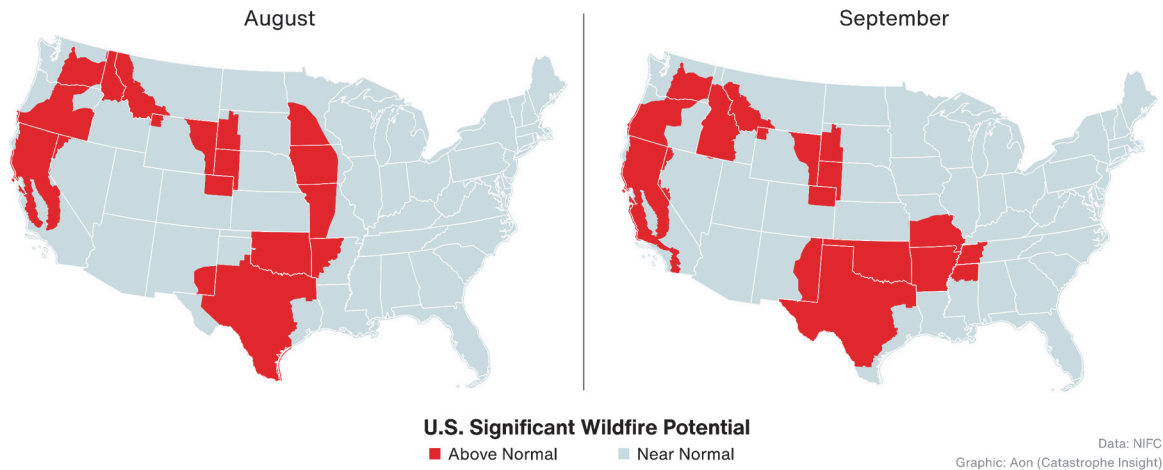 August
September
U.S. Significant Wildfire Potential
Above Normal
Near Normal
Data: NIFC
Graphic: Aon (Catastrophe Insight)